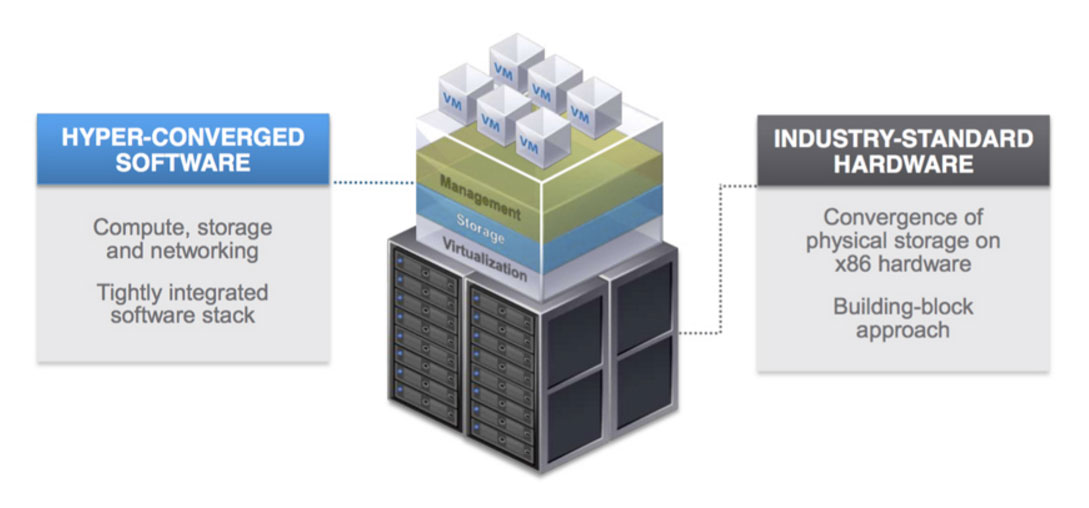 HYPER-CONVERGED
SOFTWARE
Compute, storage
and networking
Tightly integrated
software stack
VM
VM
VM
VM
VM
VM
Management
Storage
Virtualization
INDUSTRY-STANDARD
HARDWARE
Convergence of
physical storage on
x86 hardware
Building-block
approach